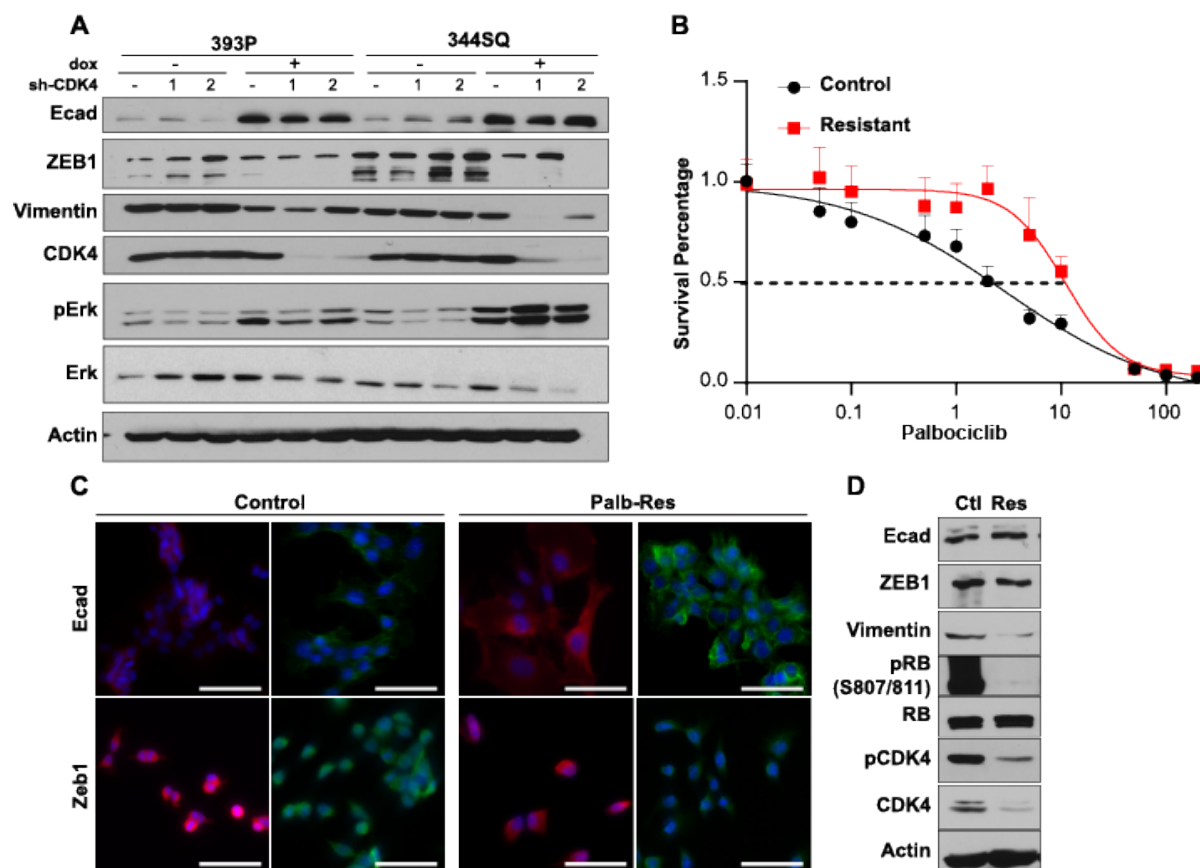 A
393P 344SQ
dox - + - +
sh-CDK4 - 1 2 - 1 2 - 1 2 - 1 2
Ecad
ZEB1
Vimentin
CDK4
pErk
Erk
Actin
B
Control
Resistant
Survival Percentage
1.5
1.0
0.5
0.0
0.01 0.1 1 10 100
Palbociclib
C
Control Palb-Res
Ecad
Zeb1
D
Ctl Res
Ecad
ZEB1
Vimentin
pRB
(S807/811)
RB
pCDK4
CDK4
Actin